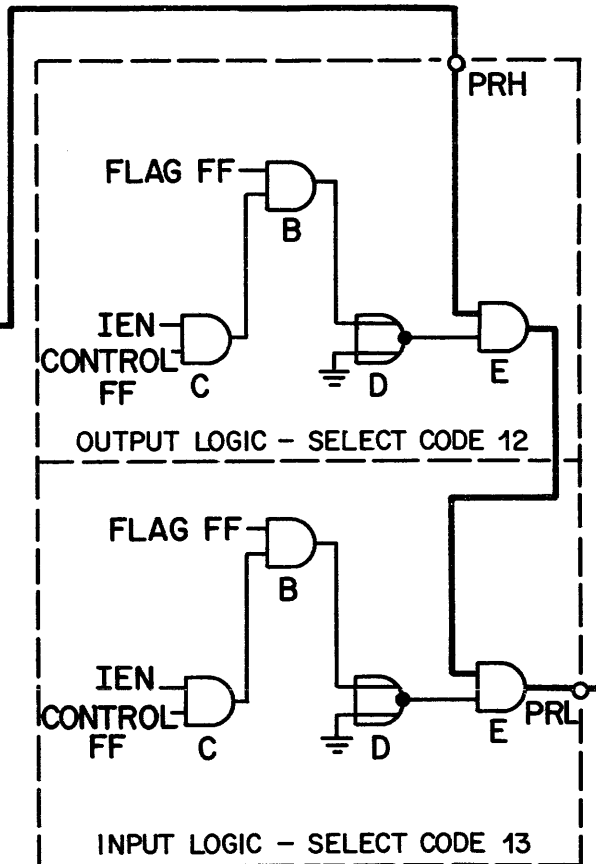 PRH
FLAG FF
B
IEN
CONTROL
FF
C
D
E
OUTPUT LOGIC – SELECT CODE 12
FLAG FF
B
IEN
CONTROL
FF
C
D
E
PRL
INPUT LOGIC – SELECT CODE 13